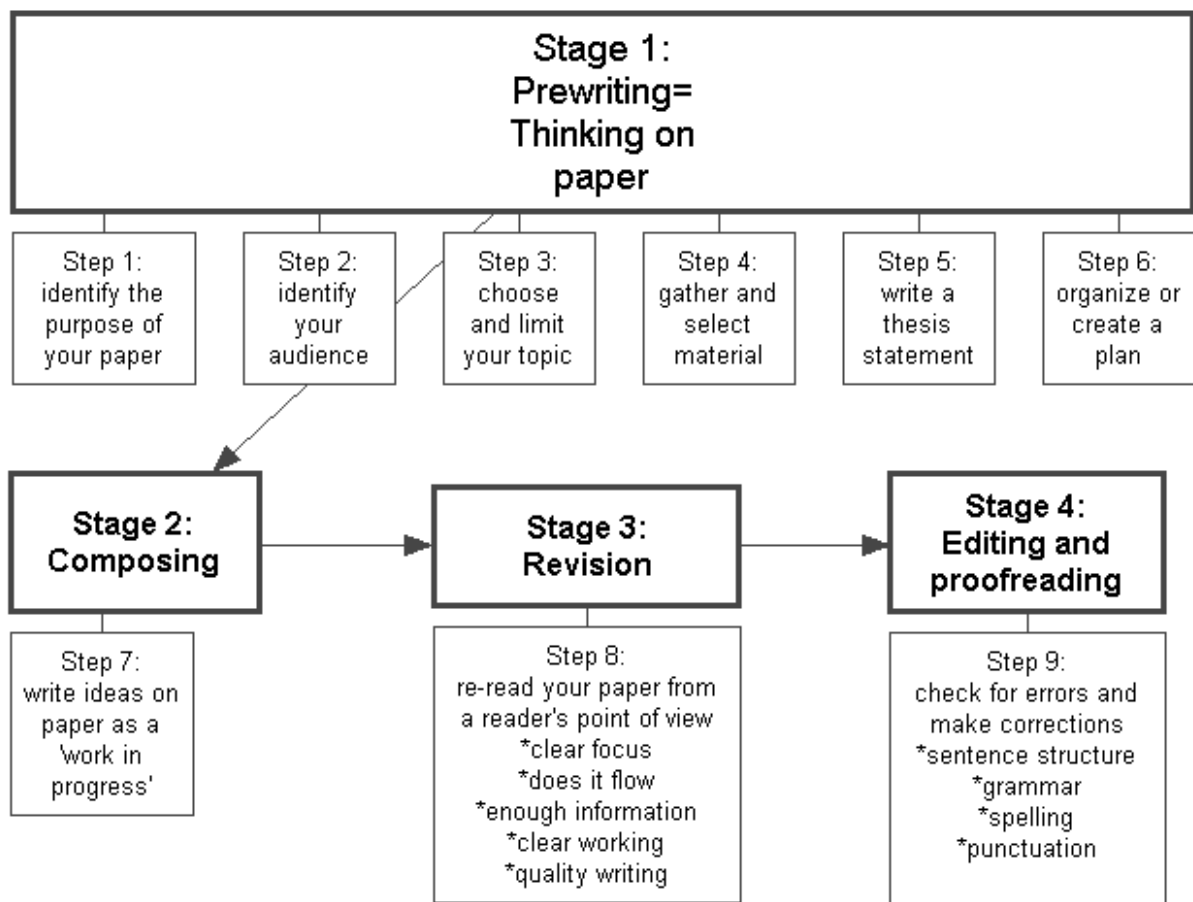 Stage 1:
Prewriting=
Thinking on
paper
Step 1:
identify the
purpose of
your paper
Step 2:
identify
your
audience
Step 3:
choose
and limit
your topic
Step 4:
gather and
select
material
Step 5:
write a
thesis
statement
Step 6:
organize or
create a
plan
Stage 2:
Composing
Stage 3:
Revision
Stage 4:
Editing and
proofreading
Step 7:
write ideas on
paper as a
'work in
progress'
Step 8:
re-read your paper from
a reader's point of view
*clear focus
*does it flow
*enough information
*clear working
*quality writing
Step 9:
check for errors and
make corrections
*sentence structure
*grammar
*spelling
*punctuation